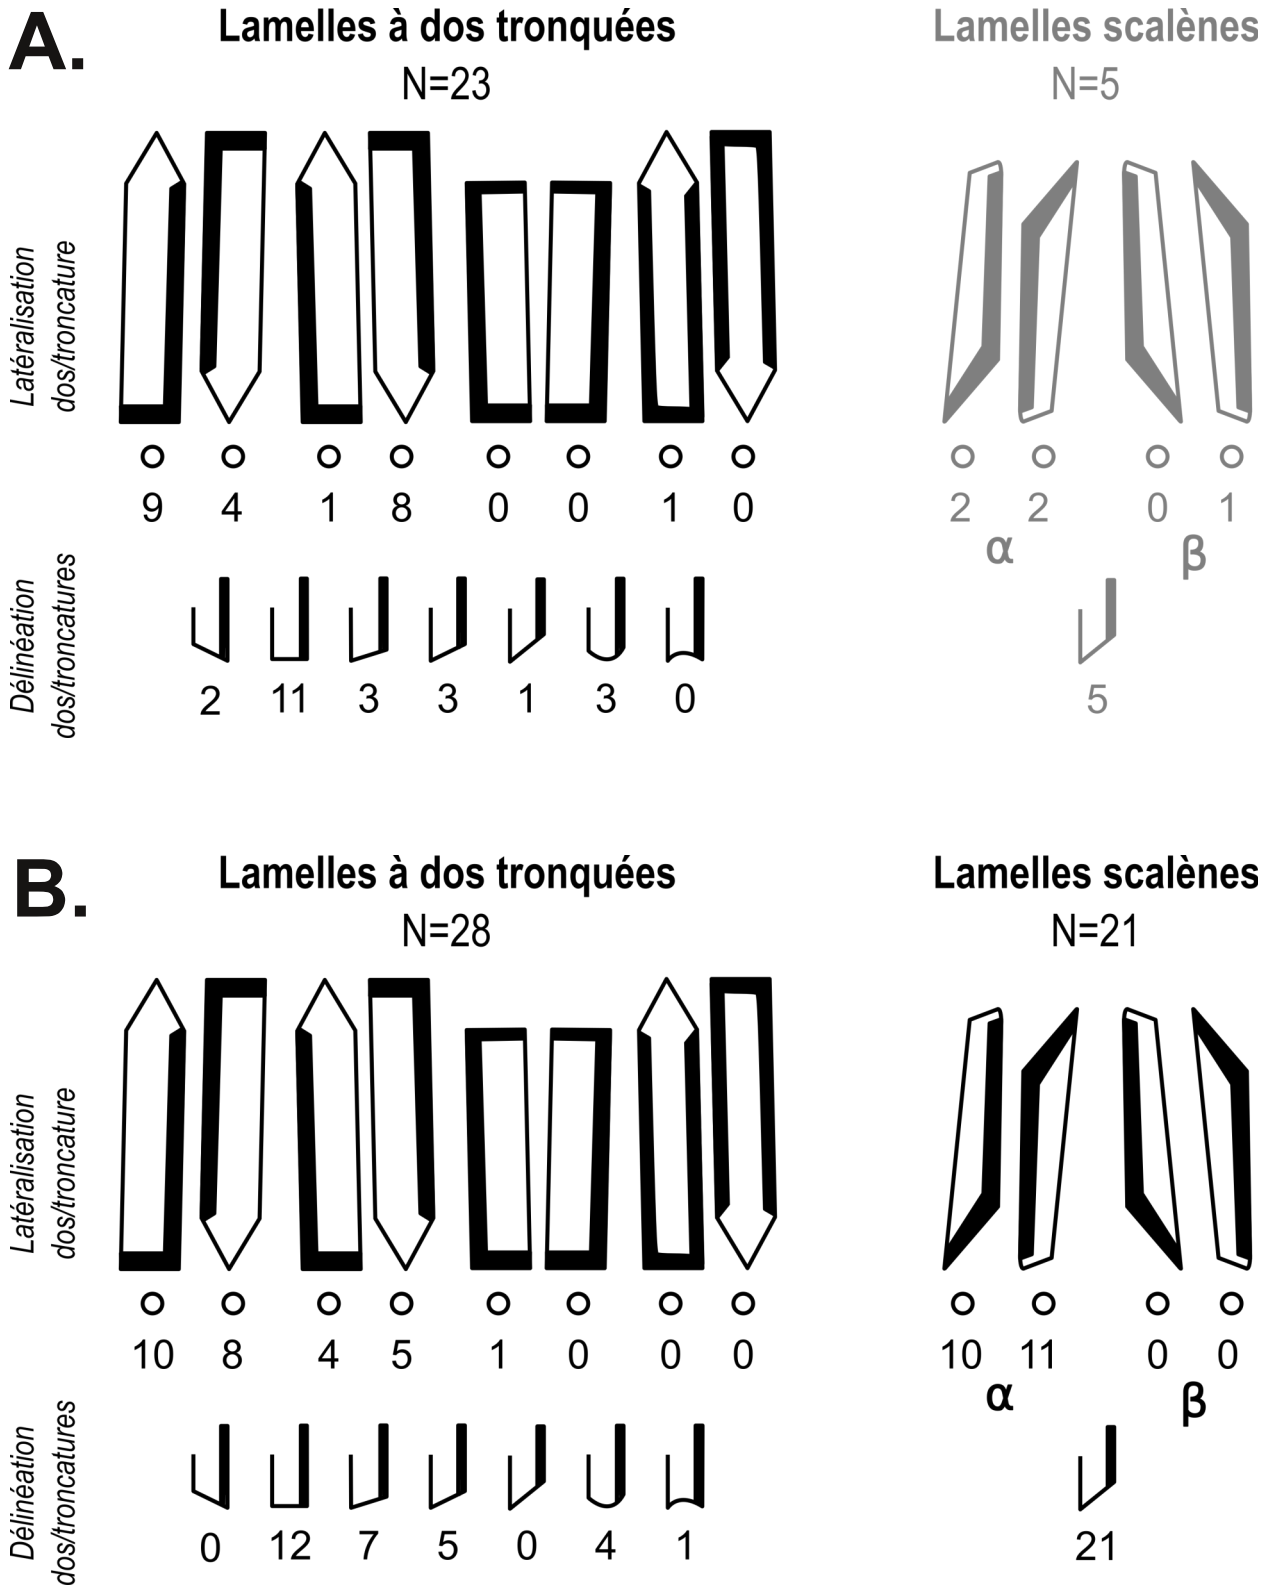 A.
Lamelles à dos tronquées
N=23
Lamelles scalènes
N=5
Latéralisation
dos/troncature
9 4 1 8 0 0 1 0
2 2 0 1
α β
Délinéation
dos/troncatures
2 11 3 3 1 3 0
5
B.
Lamelles à dos tronquées
N=28
Lamelles scalènes
N=21
Latéralisation
dos/troncature
10 8 4 5 1 0 0 0
10 11 0 0
α β
Délinéation
dos/troncatures
0 12 7 5 0 4 1
21